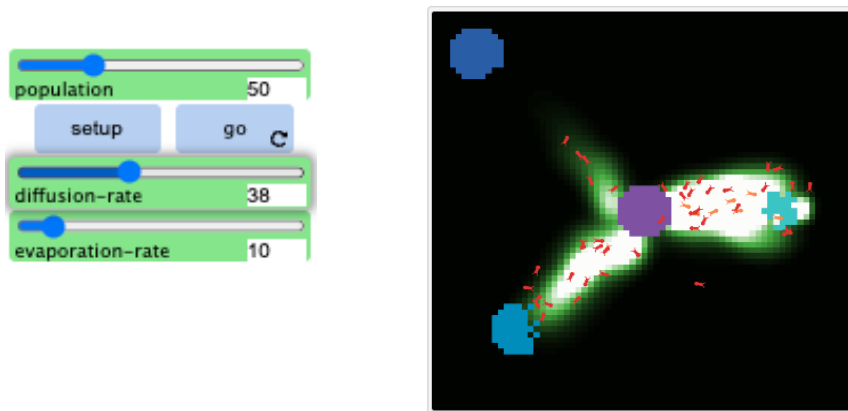 population 50
setup go
diffusion-rate 38
evaporation-rate 10